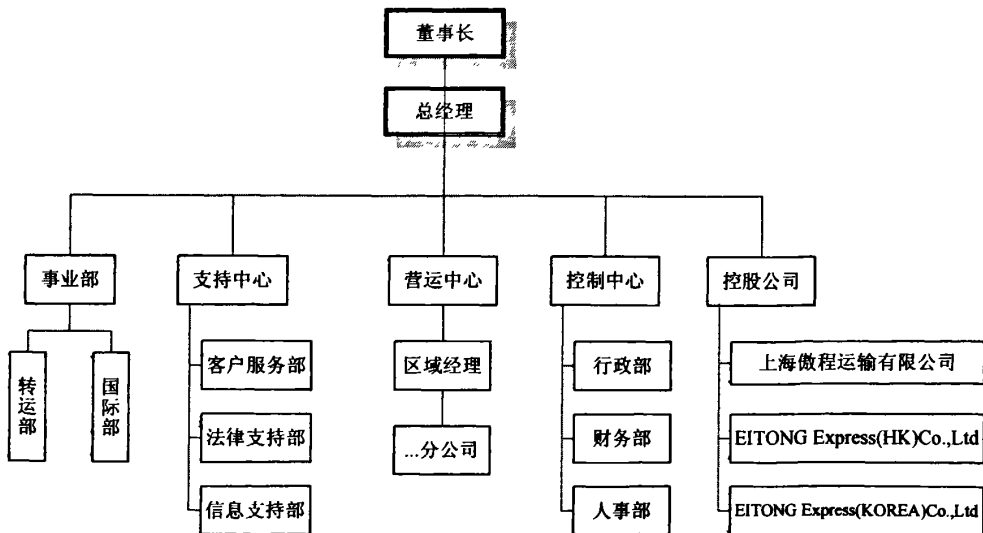 董事长
总经理
事业部
支持中心
营运中心
控制中心
控股公司
转运部
国际部
客户服务部
法律支持部
信息支持部
区域经理
...分公司
行政部
财务部
人事部
上海傲程运输有限公司
EITONG Express(HK)Co.,Ltd
EITONG Express(KOREA)Co.,Ltd